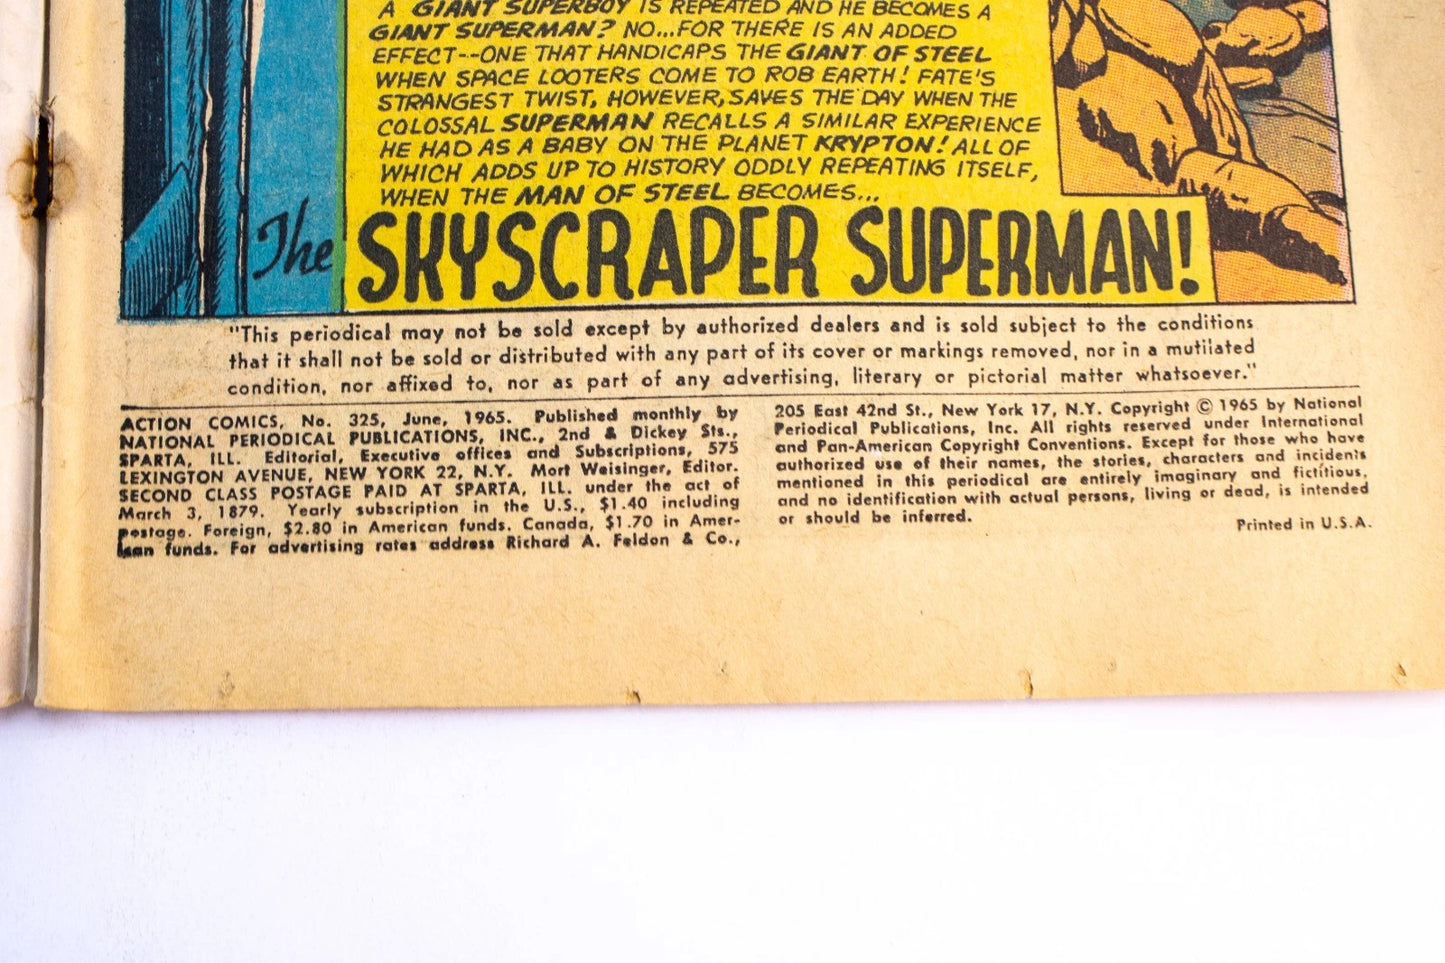 A GIANT SUPERBOY IS REPEATED AND HE BECOMES A
GIANT SUPERMAN? NO...FOR THERE IS AN ADDED
EFFECT--ONE THAT HANDICAPS THE GIANT OF STEEL
WHEN SPACE LOOTERS COME TO ROB EARTH! FATE'S
STRANGEST TWIST, HOWEVER, SAVES THE DAY WHEN THE
COLOSSAL SUPERMAN RECALLS A SIMILAR EXPERIENCE
HE HAD AS A BABY ON THE PLANET KRYPTON! ALL OF
WHICH ADDS UP TO HISTORY ODDLY REPEATING ITSELF,
WHEN THE MAN OF STEEL BECOMES...
The SKYSCRAPER SUPERMAN!
"This periodical may not be sold except by authorized dealers and is sold subject to the conditions
that it shall not be sold or distributed with any part of its cover or markings removed, nor in a mutilated
condition, nor affixed to, nor as part of any advertising, literary or pictorial matter whatsoever."
ACTION COMICS, No. 325, June, 1965. Published monthly by
NATIONAL PERIODICAL PUBLICATIONS, INC., 2nd & Dickey Sts.,
SPARTA, ILL. Editorial, Executive offices and Subscriptions, 575
LEXINGTON AVENUE, NEW YORK 22, N.Y. Mort Weisinger, Editor.
SECOND CLASS POSTAGE PAID AT SPARTA, ILL. under the act of
March 3, 1879. Yearly subscription in the U.S., $1.40 including
postage. Foreign, $2.80 in American funds. Canada, $1.70 in Amer-
ican funds. For advertising rates address Richard A. Feldon & Co.,
205 East 42nd St., New York 17, N.Y. Copyright © 1965 by National
Periodical Publications, Inc. All rights reserved under International
and Pan-American Copyright Conventions. Except for those who have
authorized use of their names, the stories, characters and incidents
mentioned in this periodical are entirely imaginary and fictitious,
and no identification with actual persons, living or dead, is intended
or should be inferred.
Printed in U.S.A.